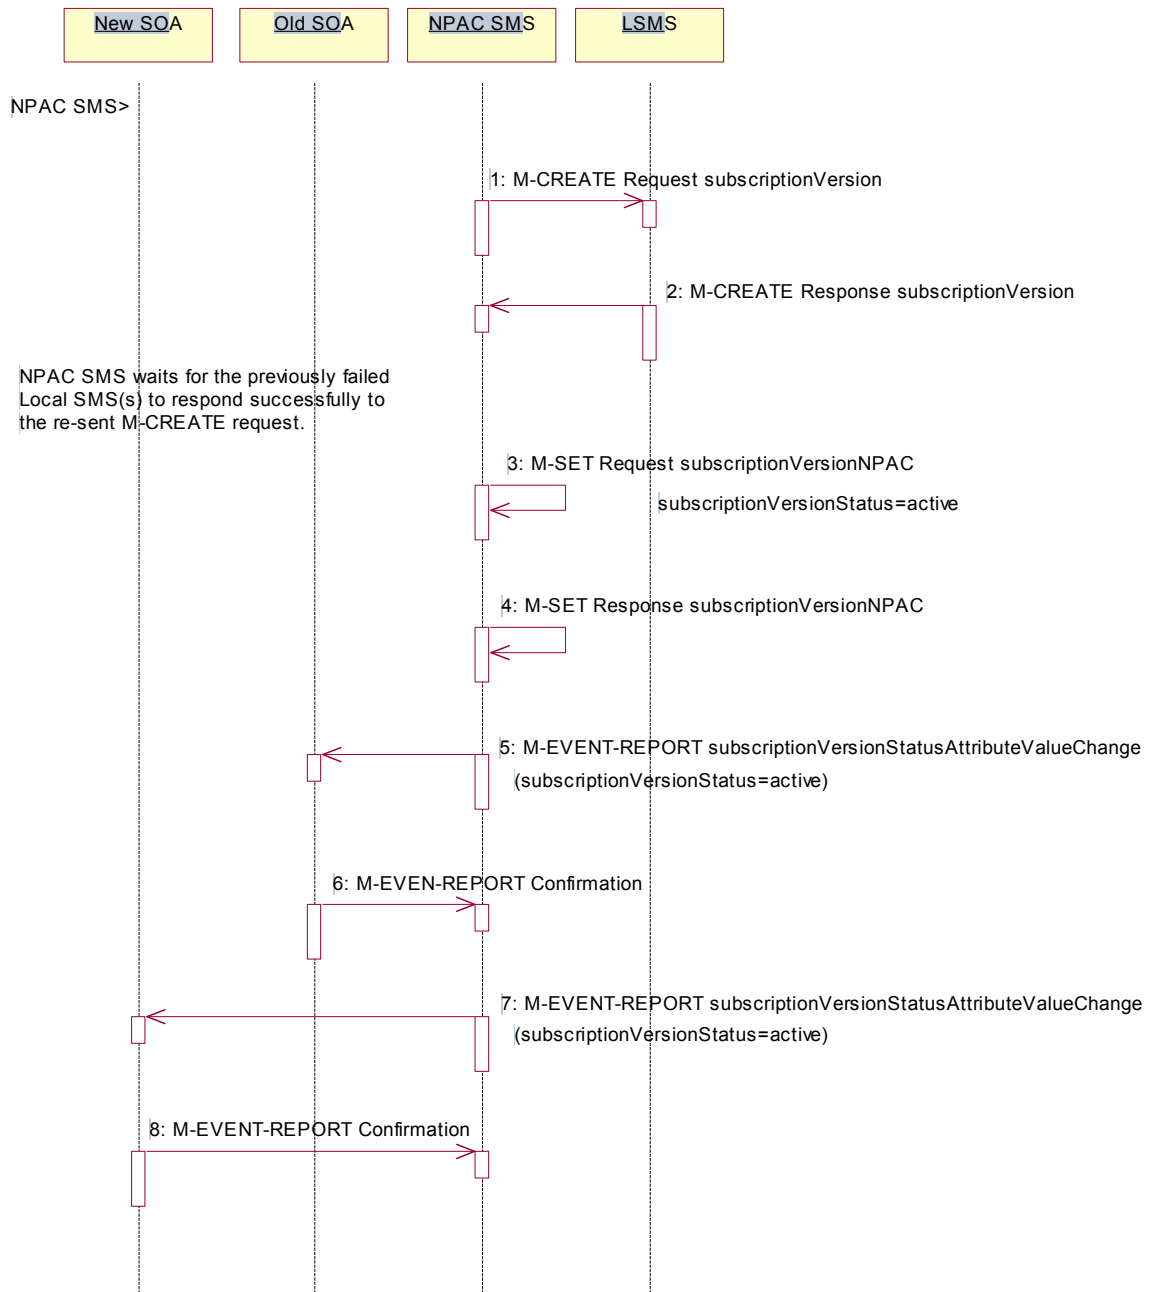 New SOA
Old SOA
NPAC SMS
LSMS
NPAC SMS>
1: M-CREATE Request subscriptionVersion
2: M-CREATE Response subscriptionVersion
NPAC SMS waits for the previously failed
Local SMS(s) to respond successfully to
the re-sent M-CREATE request.
3: M-SET Request subscriptionVersionNPAC
subscriptionVersionStatus=active
4: M-SET Response subscriptionVersionNPAC
5: M-EVENT-REPORT subscriptionVersionStatusAttributeValueChange
(subscriptionVersionStatus=active)
6: M-EVEN-REPORT Confirmation
7: M-EVENT-REPORT subscriptionVersionStatusAttributeValueChange
(subscriptionVersionStatus=active)
8: M-EVENT-REPORT Confirmation